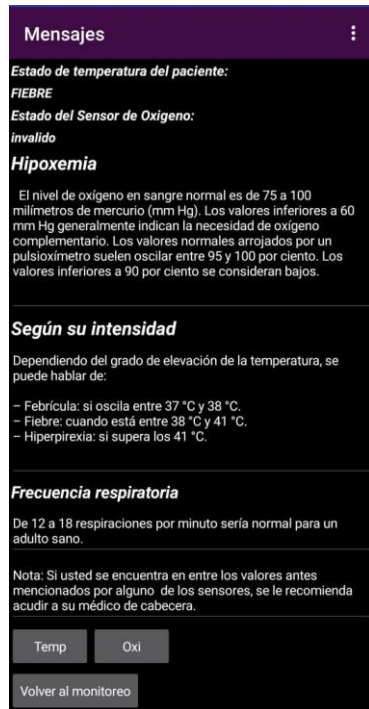 Mensajes
Estado de temperatura del paciente:
FIEBRE
Estado del Sensor de Oxigeno:
invalido
Hipoxemia
El nivel de oxígeno en sangre normal es de 75 a 100
milímetros de mercurio (mm Hg). Los valores inferiores a 60
mm Hg generalmente indican la necesidad de oxígeno
complementario. Los valores normales arrojados por un
pulsioxímetro suelen oscilar entre 95 y 100 por ciento. Los
valores inferiores a 90 por ciento se consideran bajos.
Según su intensidad
Dependiendo del grado de elevación de la temperatura, se
puede hablar de:
– Febrícula: si oscila entre 37 °C y 38 °C.
– Fiebre: cuando está entre 38 °C y 41 °C.
– Hiperpirexia: si supera los 41 °C.
Frecuencia respiratoria
De 12 a 18 respiraciones por minuto sería normal para un
adulto sano.
Nota: Si usted se encuentra en entre los valores antes
mencionados por alguno  de los sensores, se le recomienda
acudir a su médico de cabecera.
Temp Oxi
Volver al monitoreo